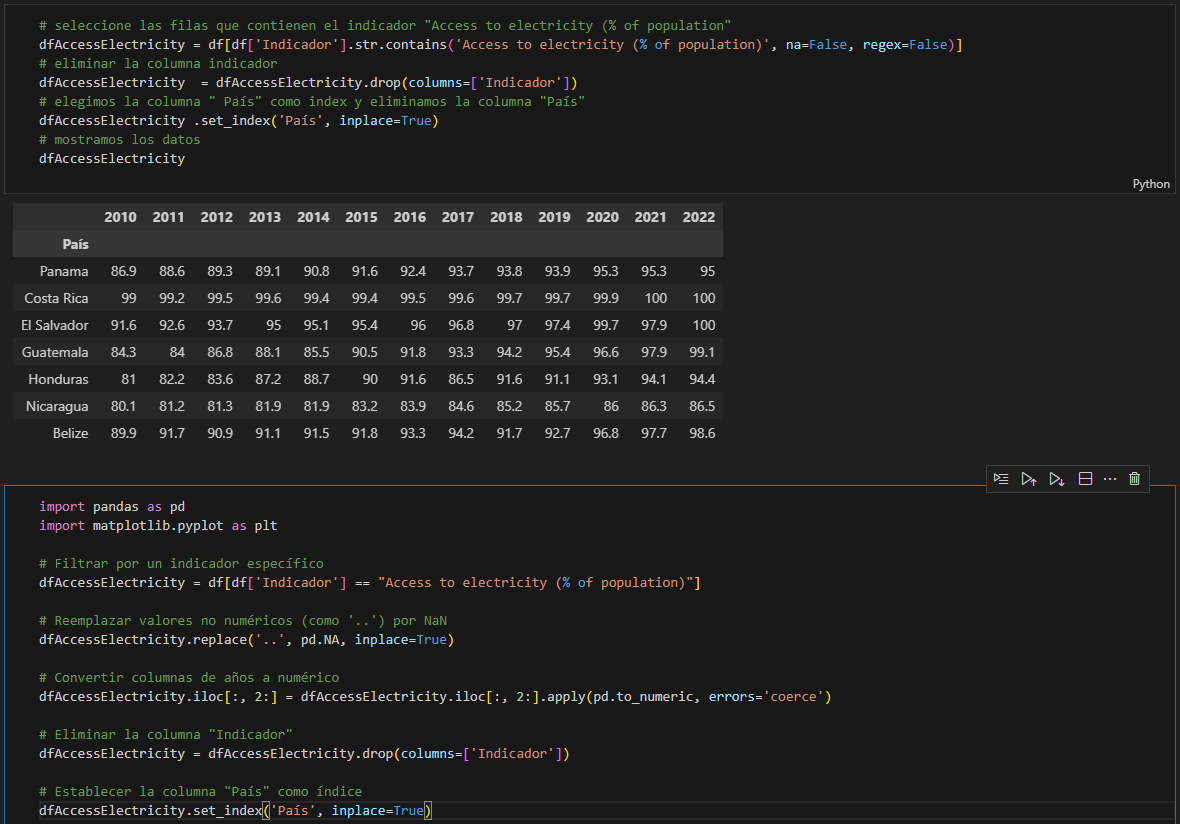 # seleccione las filas que contienen el indicador "Access to electricity (% of population"
dfAccessElectricity = df[df['Indicador'].str.contains('Access to electricity (% of population)', na=False, regex=False)]
# eliminar la columna indicador
dfAccessElectricity  = dfAccessElectricity.drop(columns=['Indicador'])
# elegimos la columna " País" como index y eliminamos la columna "País"
dfAccessElectricity .set_index('País', inplace=True)
# mostramos los datos
dfAccessElectricity
Python
2010 2011 2012 2013 2014 2015 2016 2017 2018 2019 2020 2021 2022
País
Panama 86.9 88.6 89.3 89.1 90.8 91.6 92.4 93.7 93.8 93.9 95.3 95.3 95
Costa Rica 99 99.2 99.5 99.6 99.4 99.4 99.5 99.6 99.7 99.7 99.9 100 100
El Salvador 91.6 92.6 93.7 95 95.1 95.4 96 96.8 97 97.4 99.7 97.9 100
Guatemala 84.3 84 86.8 88.1 85.5 90.5 91.8 93.3 94.2 95.4 96.6 97.9 99.1
Honduras 81 82.2 83.6 87.2 88.7 90 91.6 86.5 91.6 91.1 93.1 94.1 94.4
Nicaragua 80.1 81.2 81.3 81.9 81.9 83.2 83.9 84.6 85.2 85.7 86 86.3 86.5
Belize 89.9 91.7 90.9 91.1 91.5 91.8 93.3 94.2 91.7 92.7 96.8 97.7 98.6
import pandas as pd
import matplotlib.pyplot as plt
# Filtrar por un indicador específico
dfAccessElectricity = df[df['Indicador'] == "Access to electricity (% of population)"]
# Reemplazar valores no numéricos (como '..') por NaN
dfAccessElectricity.replace('..', pd.NA, inplace=True)
# Convertir columnas de años a numérico
dfAccessElectricity.iloc[:, 2:] = dfAccessElectricity.iloc[:, 2:].apply(pd.to_numeric, errors='coerce')
# Eliminar la columna "Indicador"
dfAccessElectricity = dfAccessElectricity.drop(columns=['Indicador'])
# Establecer la columna "País" como índice
dfAccessElectricity.set_index('País', inplace=True)